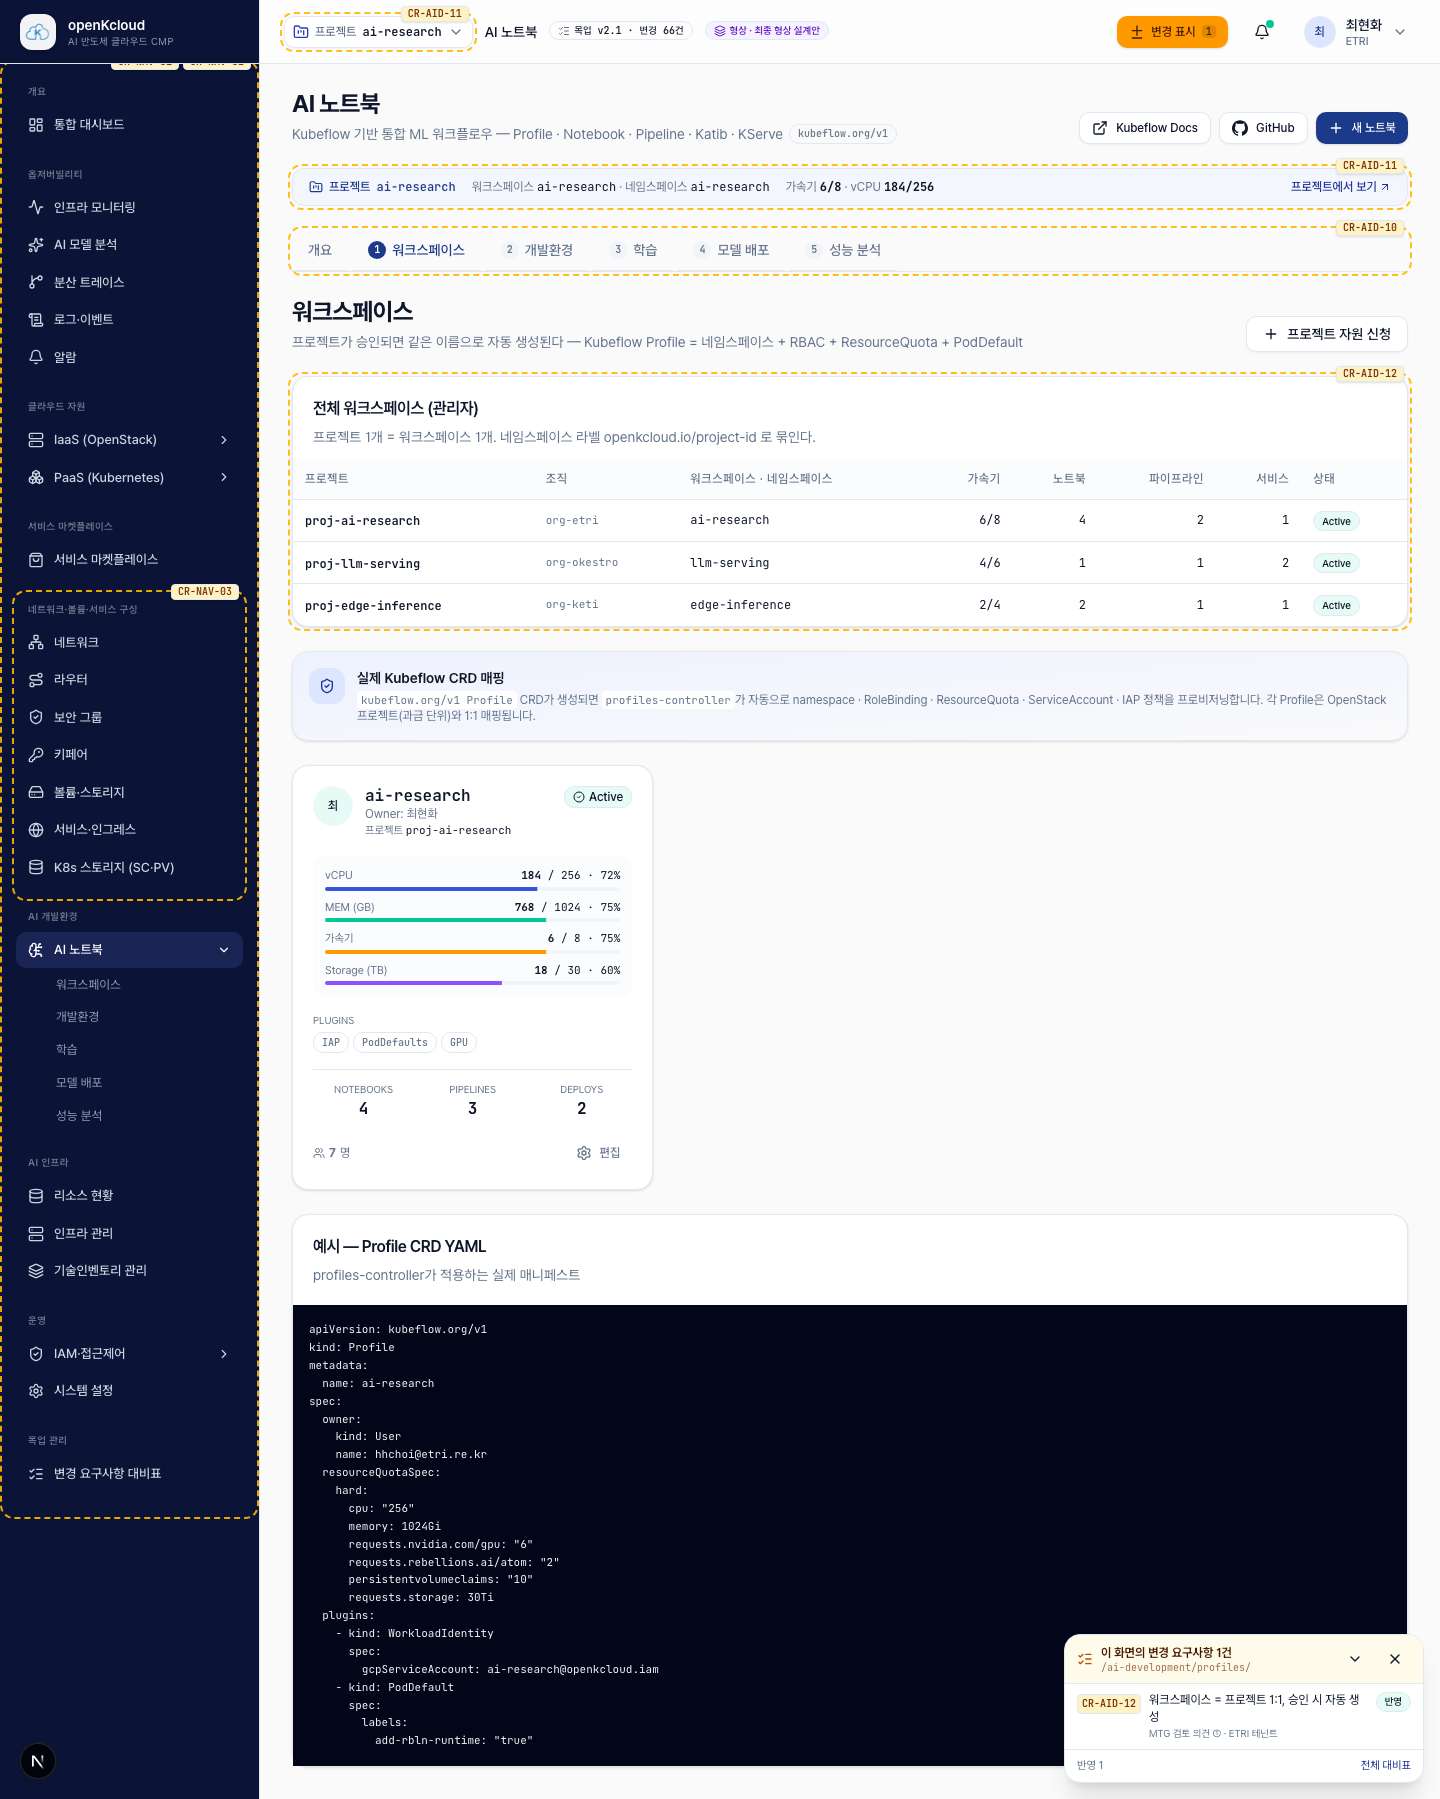 openKcloud
AI 반도체 클라우드 CMP
개요
통합 대시보드
옵저버빌리티
인프라 모니터링
AI 모델 분석
분산 트레이스
로그·이벤트
알람
클라우드 자원
IaaS (OpenStack)
PaaS (Kubernetes)
서비스 마켓플레이스
서비스 마켓플레이스
CR-NAV-03
네트워크·볼륨·서비스 구성
네트워크
라우터
보안 그룹
키페어
볼륨·스토리지
서비스·인그레스
K8s 스토리지 (SC·PV)
AI 개발환경
AI 노트북
워크스페이스
개발환경
학습
모델 배포
성능 분석
AI 인프라
리소스 현황
인프라 관리
기술인벤토리 관리
운영
IAM·접근제어
시스템 설정
목업 관리
변경 요구사항 대비표
CR-AID-11
프로젝트 ai-research
AI 노트북
목업 v2.1 · 변경 66건
형상 · 최종 형상 설계안
변경 표시 1
최
최현화
ETRI
AI 노트북
Kubeflow 기반 통합 ML 워크플로우 — Profile · Notebook · Pipeline · Katib · KServe kubeflow.org/v1
Kubeflow Docs
GitHub
새 노트북
CR-AID-11
프로젝트 ai-research 워크스페이스 ai-research · 네임스페이스 ai-research 가속기 6/8 · vCPU 184/256
프로젝트에서 보기
CR-AID-10
개요 1 워크스페이스 2 개발환경 3 학습 4 모델 배포 5 성능 분석
워크스페이스
프로젝트가 승인되면 같은 이름으로 자동 생성된다 — Kubeflow Profile = 네임스페이스 + RBAC + ResourceQuota + PodDefault
프로젝트 자원 신청
CR-AID-12
전체 워크스페이스 (관리자)
프로젝트 1개 = 워크스페이스 1개. 네임스페이스 라벨 openkcloud.io/project-id 로 묶인다.
프로젝트 조직 워크스페이스 · 네임스페이스 가속기 노트북 파이프라인 서비스 상태
proj-ai-research org-etri ai-research 6/8 4 2 1 Active
proj-llm-serving org-okestro llm-serving 4/6 1 1 2 Active
proj-edge-inference org-keti edge-inference 2/4 2 1 1 Active
실제 Kubeflow CRD 매핑
kubeflow.org/v1 Profile CRD가 생성되면 profiles-controller 가 자동으로 namespace · RoleBinding · ResourceQuota · ServiceAccount · IAP 정책을 프로비저닝합니다. 각 Profile은 OpenStack
프로젝트(과금 단위)와 1:1 매핑됩니다.
최
ai-research
Active
Owner: 최현화
프로젝트 proj-ai-research
vCPU 184 / 256 · 72%
MEM (GB) 768 / 1024 · 75%
가속기 6 / 8 · 75%
Storage (TB) 18 / 30 · 60%
PLUGINS
IAP PodDefaults GPU
NOTEBOOKS PIPELINES DEPLOYS
4 3 2
7 명
편집
예시 — Profile CRD YAML
profiles-controller가 적용하는 실제 매니페스트
apiVersion: kubeflow.org/v1
kind: Profile
metadata:
name: ai-research
spec:
owner:
kind: User
name: hhchoi@etri.re.kr
resourceQuotaSpec:
hard:
cpu: "256"
memory: 1024Gi
requests.nvidia.com/gpu: "6"
requests.rebellions.ai/atom: "2"
persistentvolumeclaims: "10"
requests.storage: 30Ti
plugins:
- kind: WorkloadIdentity
spec:
gcpServiceAccount: ai-research@openkcloud.iam
- kind: PodDefault
spec:
labels:
add-rbln-runtime: "true"
이 화면의 변경 요구사항 1건
/ai-development/profiles/
CR-AID-12
워크스페이스 = 프로젝트 1:1, 승인 시 자동 생
성
반영
MTG 검토 의견 ① · ETRI 테넌트
반영 1
전체 대비표